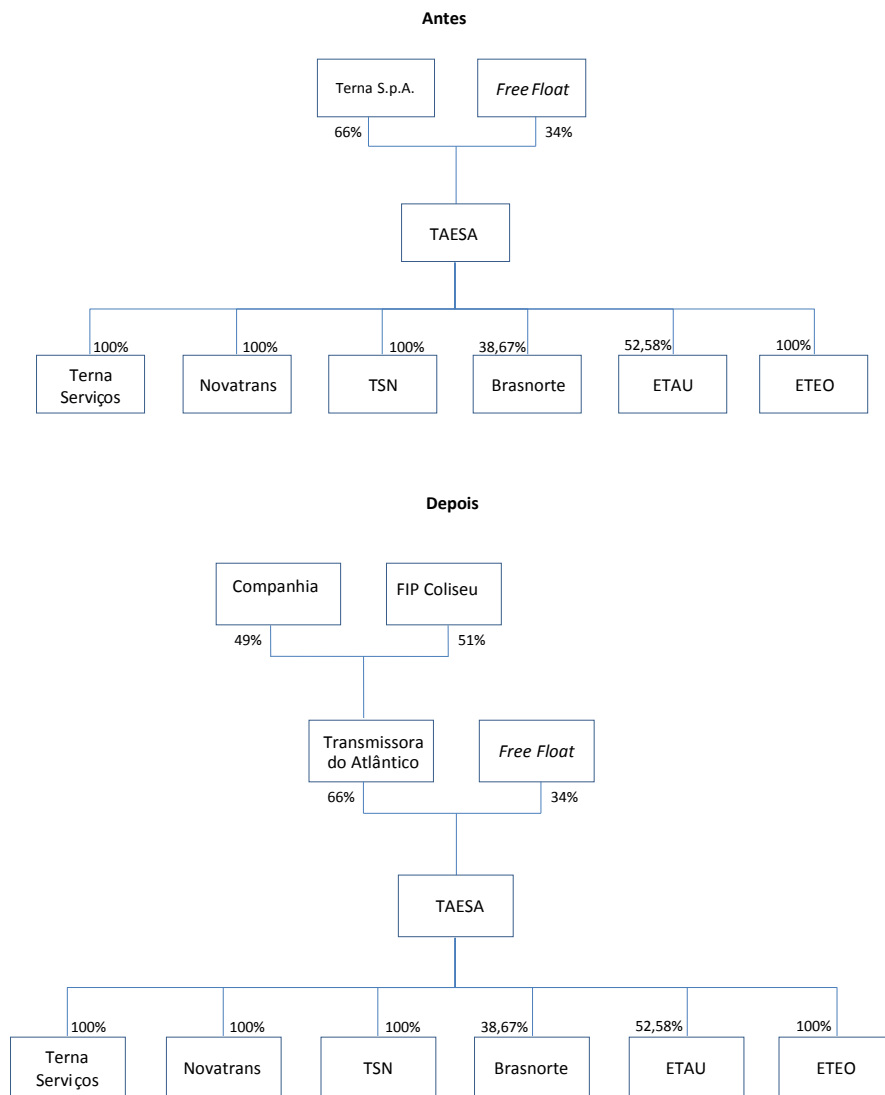 Antes
Terna S.p.A.
Free Float
66%
34%
TAESA
100%
100%
100%
38,67%
52,58%
100%
Terna
Serviços
Novatrans
TSN
Brasnorte
ETAU
ETEO
Depois
Companhia
FIP Coliseu
49%
51%
Transmissora
do Atlântico
Free Float
66%
34%
TAESA
100%
100%
100%
38,67%
52,58%
100%
Terna
Serviços
Novatrans
TSN
Brasnorte
ETAU
ETEO